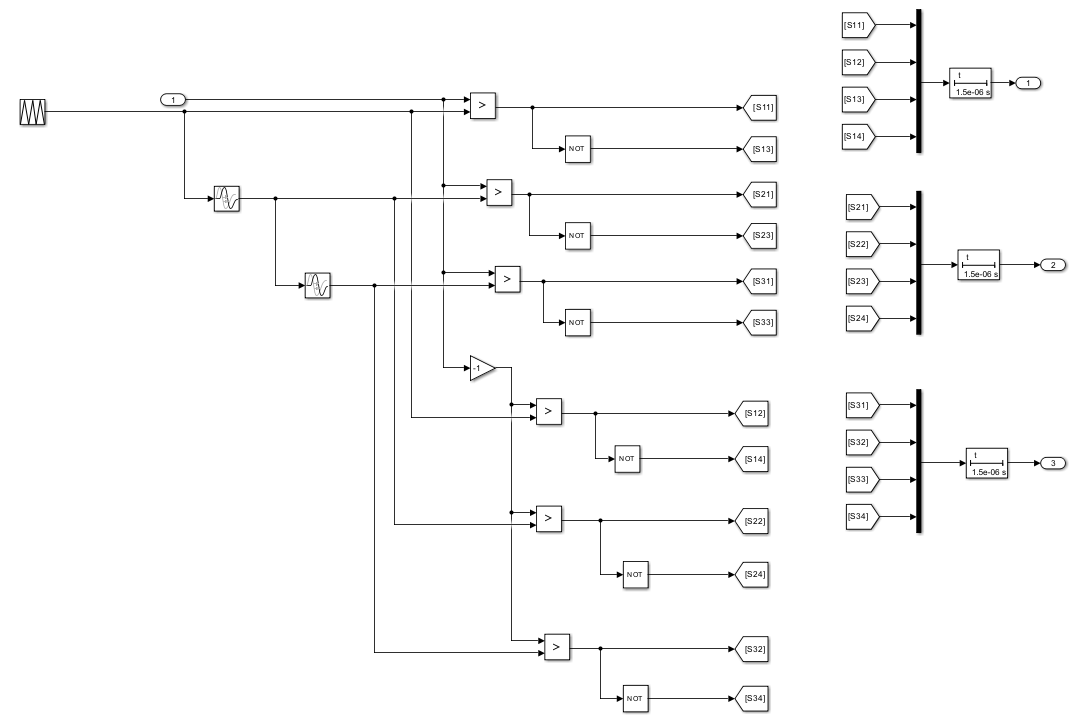 [S11]
[S12]
[S13]
[S14]
t
1.5e-06 s
1
1
>
[S11]
NOT
[S13]
>
[S21]
NOT
[S23]
>
[S31]
NOT
[S33]
[S21]
[S22]
[S23]
[S24]
t
1.5e-06 s
2
-1
>
[S12]
NOT
[S14]
>
[S22]
NOT
[S24]
>
[S32]
NOT
[S34]
[S31]
[S32]
[S33]
[S34]
t
1.5e-06 s
3